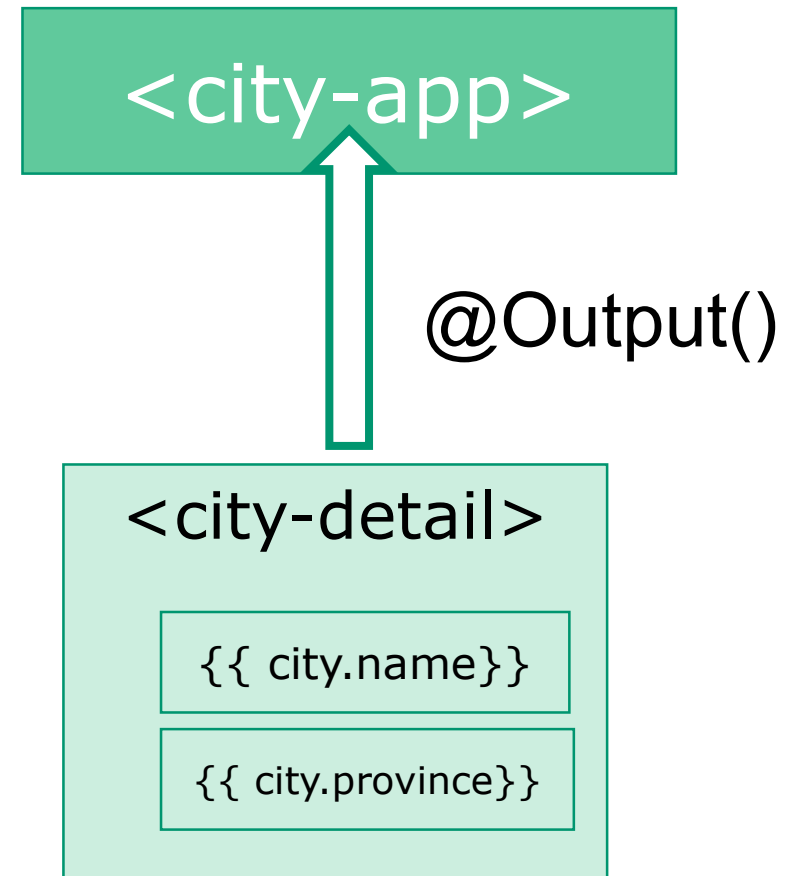 <city-app>
@Output()
<city-detail>
{{ city.name}}
{{ city.province}}